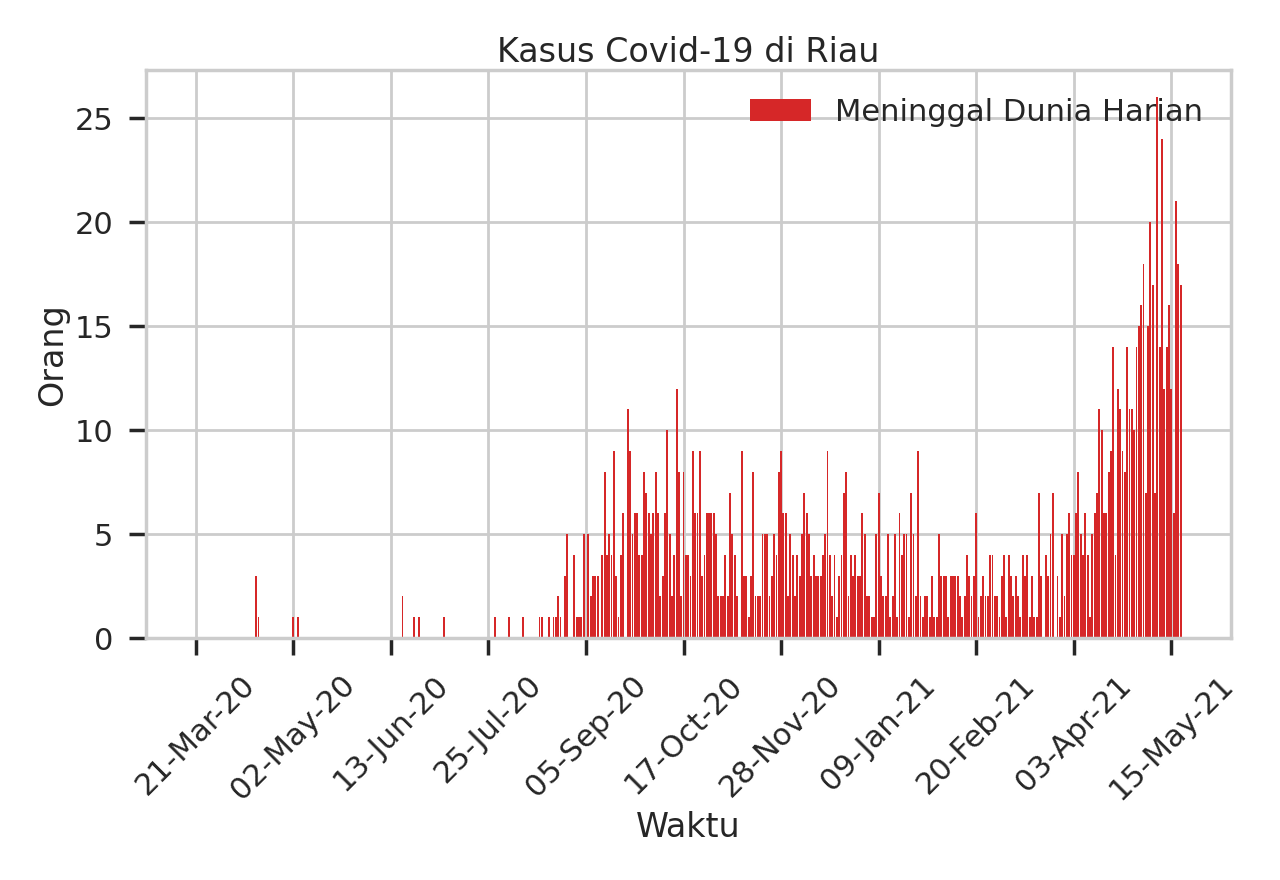 Kasus Covid-19 di Riau
Meninggal Dunia Harian
Orang
25
20
15
10
5
0
21-Mar-20
02-May-20
13-Jun-20
25-Jul-20
05-Sep-20
17-Oct-20
28-Nov-20
09-Jan-21
20-Feb-21
03-Apr-21
15-May-21
Waktu